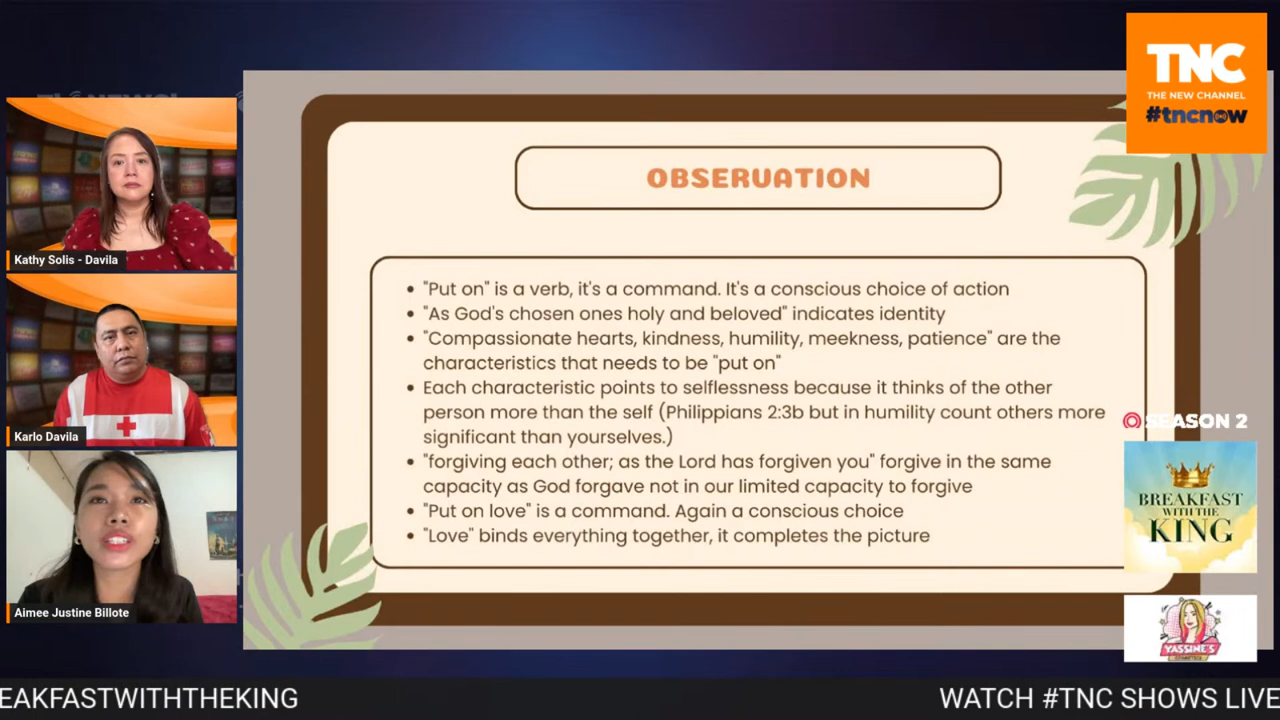 TNC
THE NEW CHANNEL
#tncnow
OBSERVATION
Kathy Solis - Davila
Karlo Davila
Aimee Justine Billote
• "Put on" is a verb, it's a command. It's a conscious choice of action
• "As God's chosen ones holy and beloved" indicates identity
• "Compassionate hearts, kindness, humility, meekness, patience" are the
characteristics that needs to be "put on"
• Each characteristic points to selflessness because it thinks of the other
person more than the self (Philippians 2:3b but in humility count others more
significant than yourselves.)
• "forgiving each other; as the Lord has forgiven you" forgive in the same
capacity as God forgave not in our limited capacity to forgive
• "Put on love" is a command. Again a conscious choice
• "Love" binds everything together, it completes the picture
SEASON 2
BREAKFAST
WITH THE
KING
YASSINE'S
EAKFASTWITHTHEKING
WATCH #TNC SHOWS LIVE